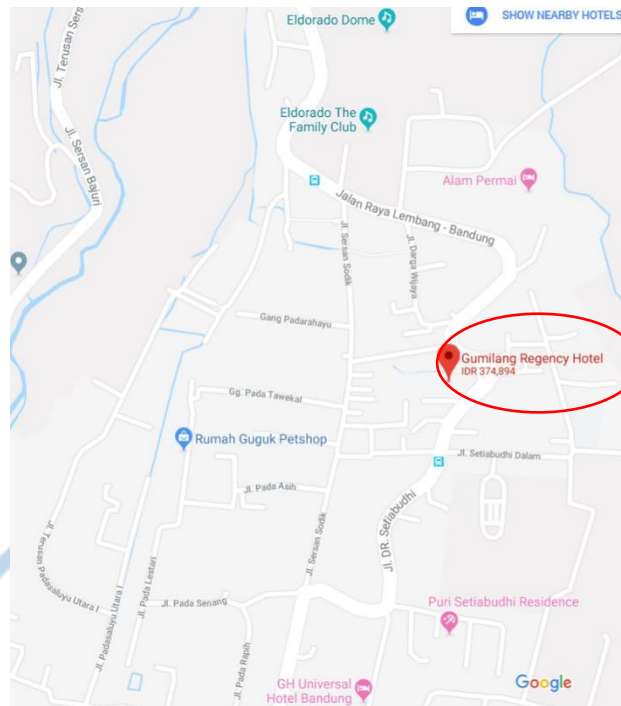 SHOW NEARBY HOTELS
Eldorado Dome
Jl. Terusan Sers
Eldorado The
Family Club
Jl. Sersan Bajuri
Alam Permai
Jalan Raya Lembang - Bandung
Jl. Sersan Sodik
Jl. Darga Wijaya
Gang Padarahayu
Gumilang Regency Hotel
IDR 374,894
Gg. Pada Tawekal
Rumah Guguk Petshop
Jl. Setiabudhi Dalam
Jl. Pada Asih
Jl. DR. Setiabudhi
Jl. Sersan Sodik
Jl. Terusan Padasaluyu Utara I
Jl. Pada Lestari
Jl. Padasaluyu Utara I
Jl. Pada Senang
Puri Setiabudhi Residence
Jl. Pada Rapih
GH Universal
Hotel Bandung
Google